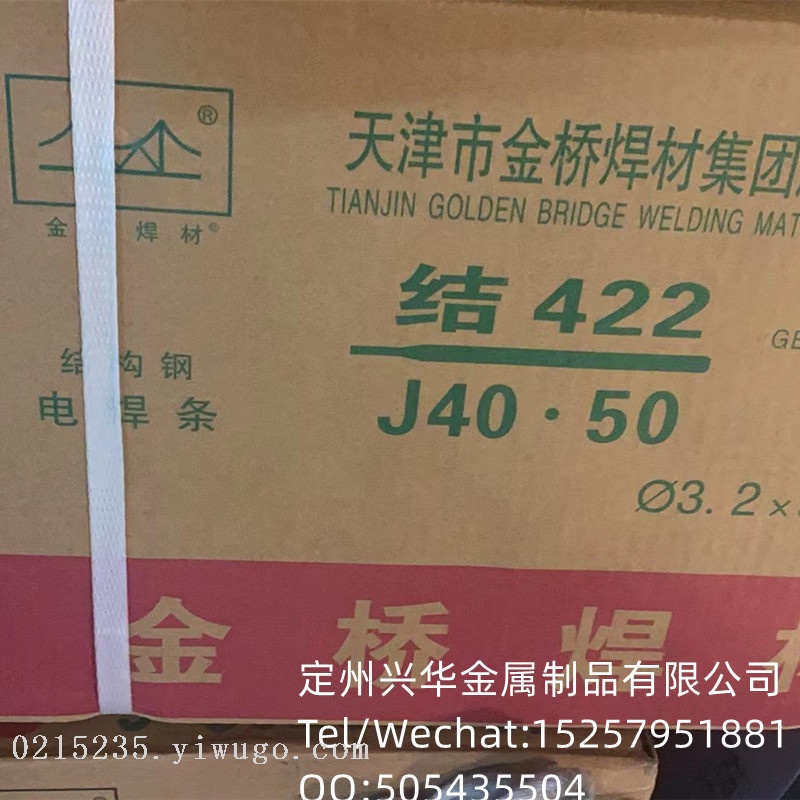 ®
金 焊材®
天津市金桥焊材集团
TIANJIN GOLDEN BRIDGE WELDING MAT
结 422
GB
J40·50
结构钢
电焊条
Ø3.2×
金桥焊
定州兴华金属制品有限公司
Tel/Wechat:15257951881
0215235.yiwugo.com
QQ:505435504